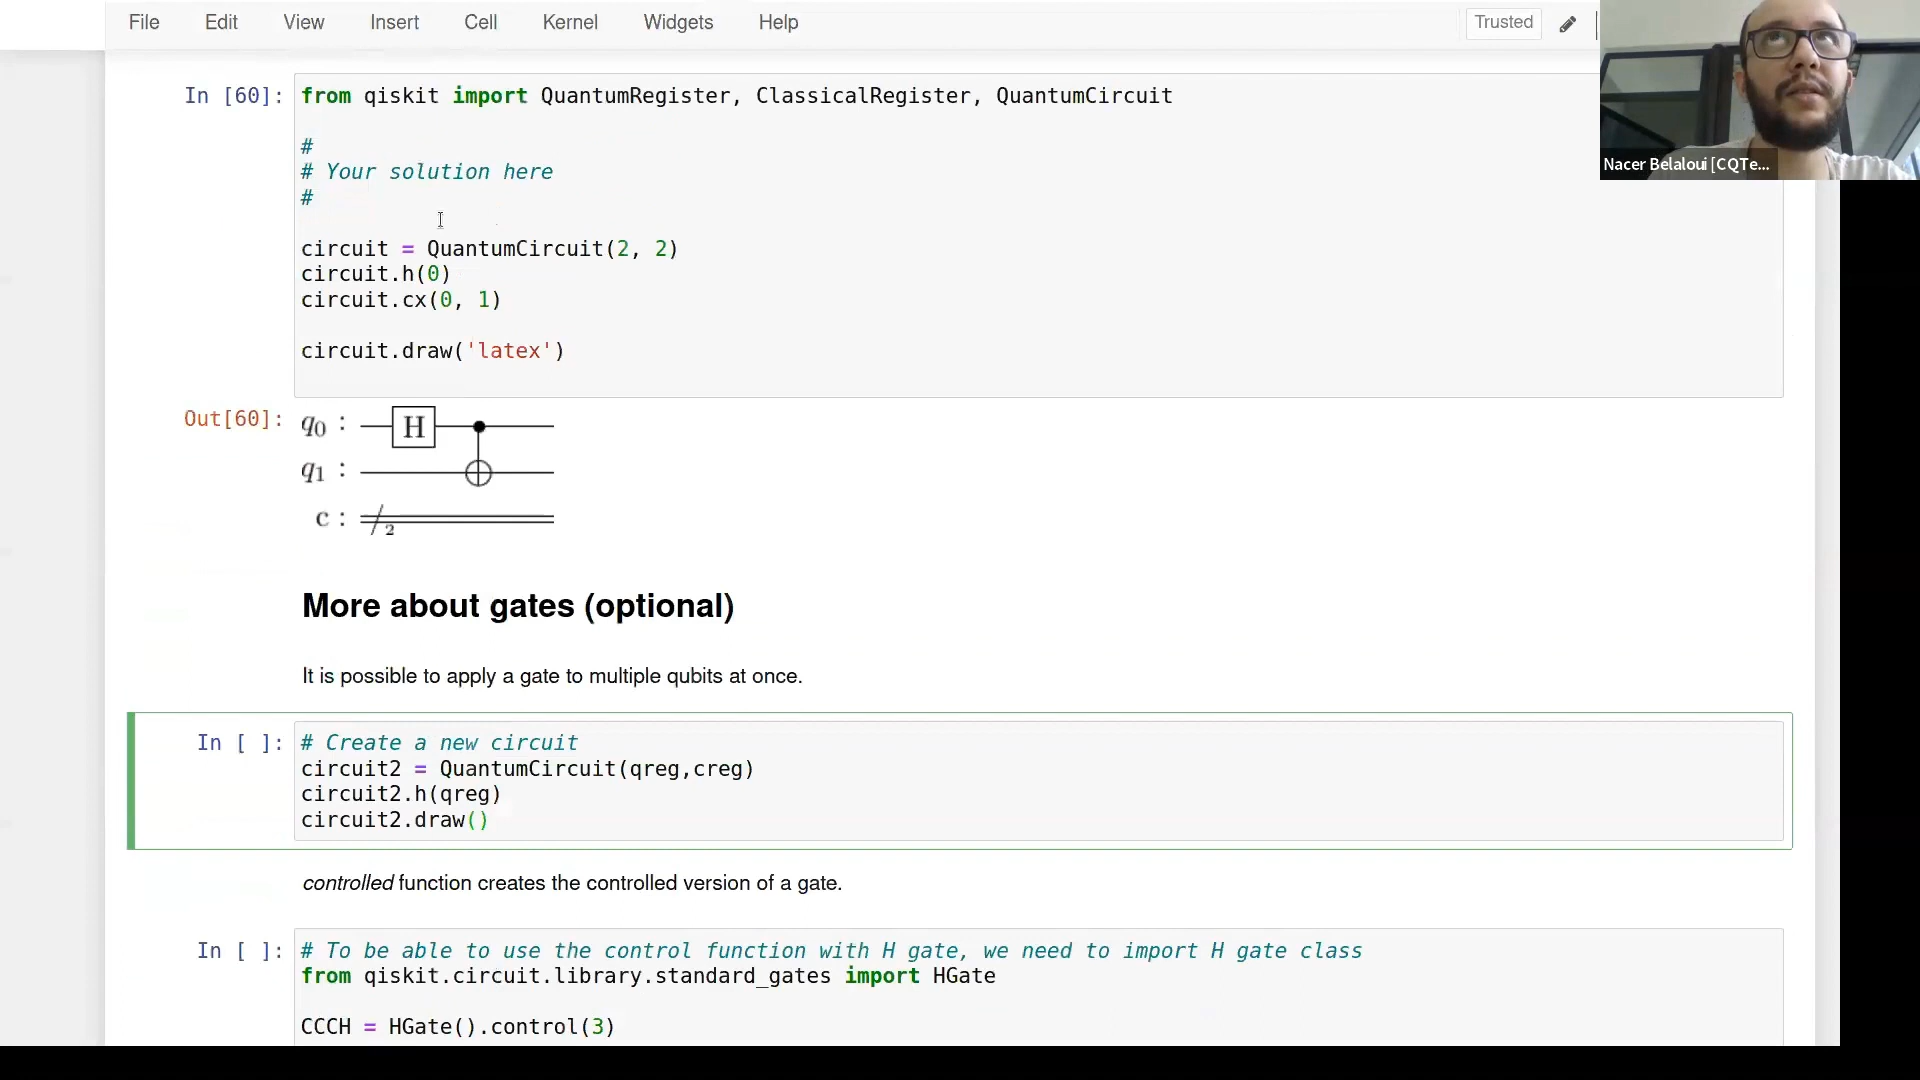 File Edit View Insert Cell Kernel Widgets Help Trusted
In [60]: from qiskit import QuantumRegister, ClassicalRegister, QuantumCircuit
#
# Your solution here
#
circuit = QuantumCircuit(2, 2)
circuit.h(0)
circuit.cx(0, 1)
circuit.draw('latex')
Nacer Belaloui [CQTe...
Out[60]: q0 : H
q1 :
c : 2
More about gates (optional)
It is possible to apply a gate to multiple qubits at once.
In [ ]: # Create a new circuit
circuit2 = QuantumCircuit(qreg,creg)
circuit2.h(qreg)
circuit2.draw()
controlled function creates the controlled version of a gate.
In [ ]: # To be able to use the control function with H gate, we need to import H gate class
from qiskit.circuit.library.standard_gates import HGate
CCCH = HGate().control(3)